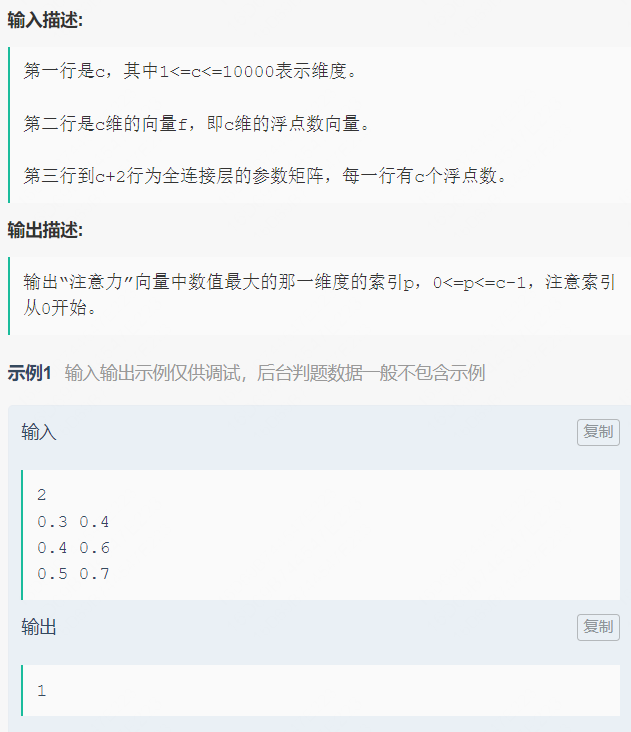 输入描述:
第一行是c，其中1<=c<=10000表示维度。
第二行是c维的向量f，即c维的浮点数向量。
第三行到c+2行为全连接层的参数矩阵，每一行有c个浮点数。
输出描述:
输出“注意力”向量中数值最大的那一维度的索引p，0<=p<=c-1，注意索引
从0开始。
示例1 输入输出示例仅供调试，后台判题数据一般不包含示例
输入 复制
2
0.3 0.4
0.4 0.6
0.5 0.7
输出 复制
1